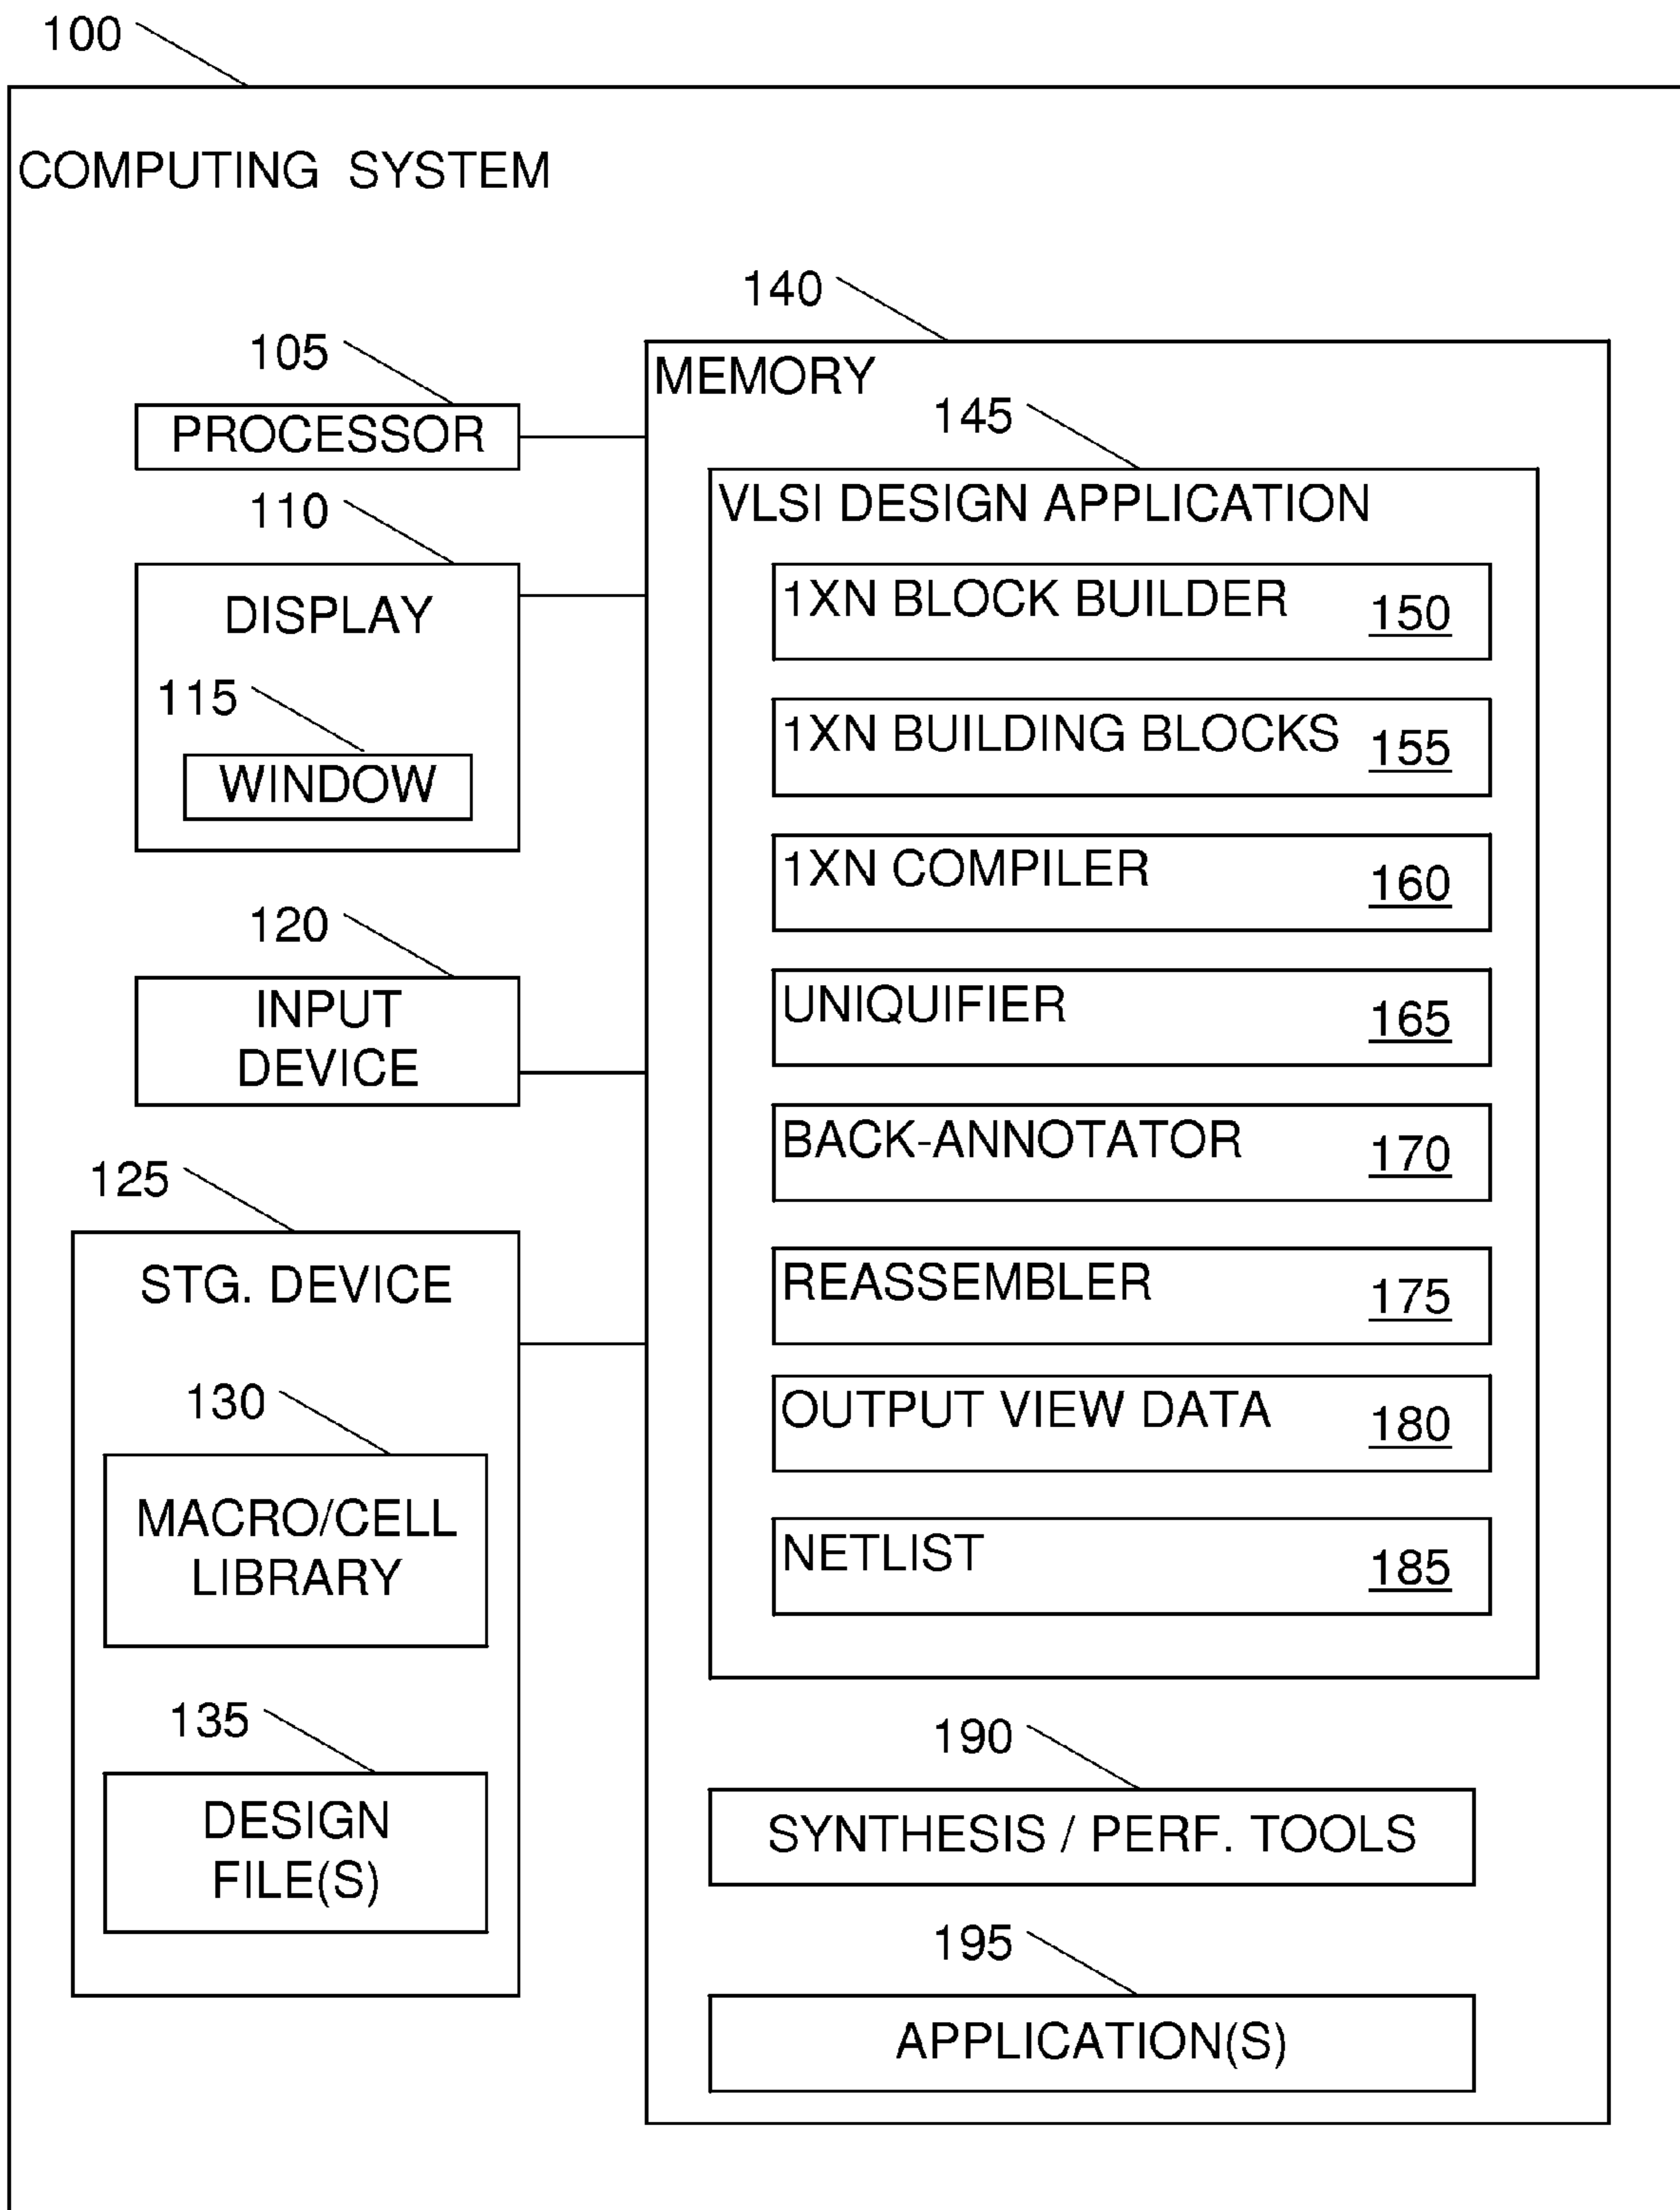 100
COMPUTING SYSTEM
140
105
MEMORY
PROCESSOR
145
110
VLSI DESIGN APPLICATION
DISPLAY
115
WINDOW
1XN BLOCK BUILDER 150
1XN BUILDING BLOCKS 155
1XN COMPILER 160
120
INPUT
DEVICE
UNIQUIFIER 165
BACK-ANNOTATOR 170
125
STG. DEVICE
REASSEMBLER 175
130
MACRO/CELL
LIBRARY
OUTPUT VIEW DATA 180
NETLIST 185
135
DESIGN
FILE(S)
190
SYNTHESIS / PERF. TOOLS
195
APPLICATION(S)